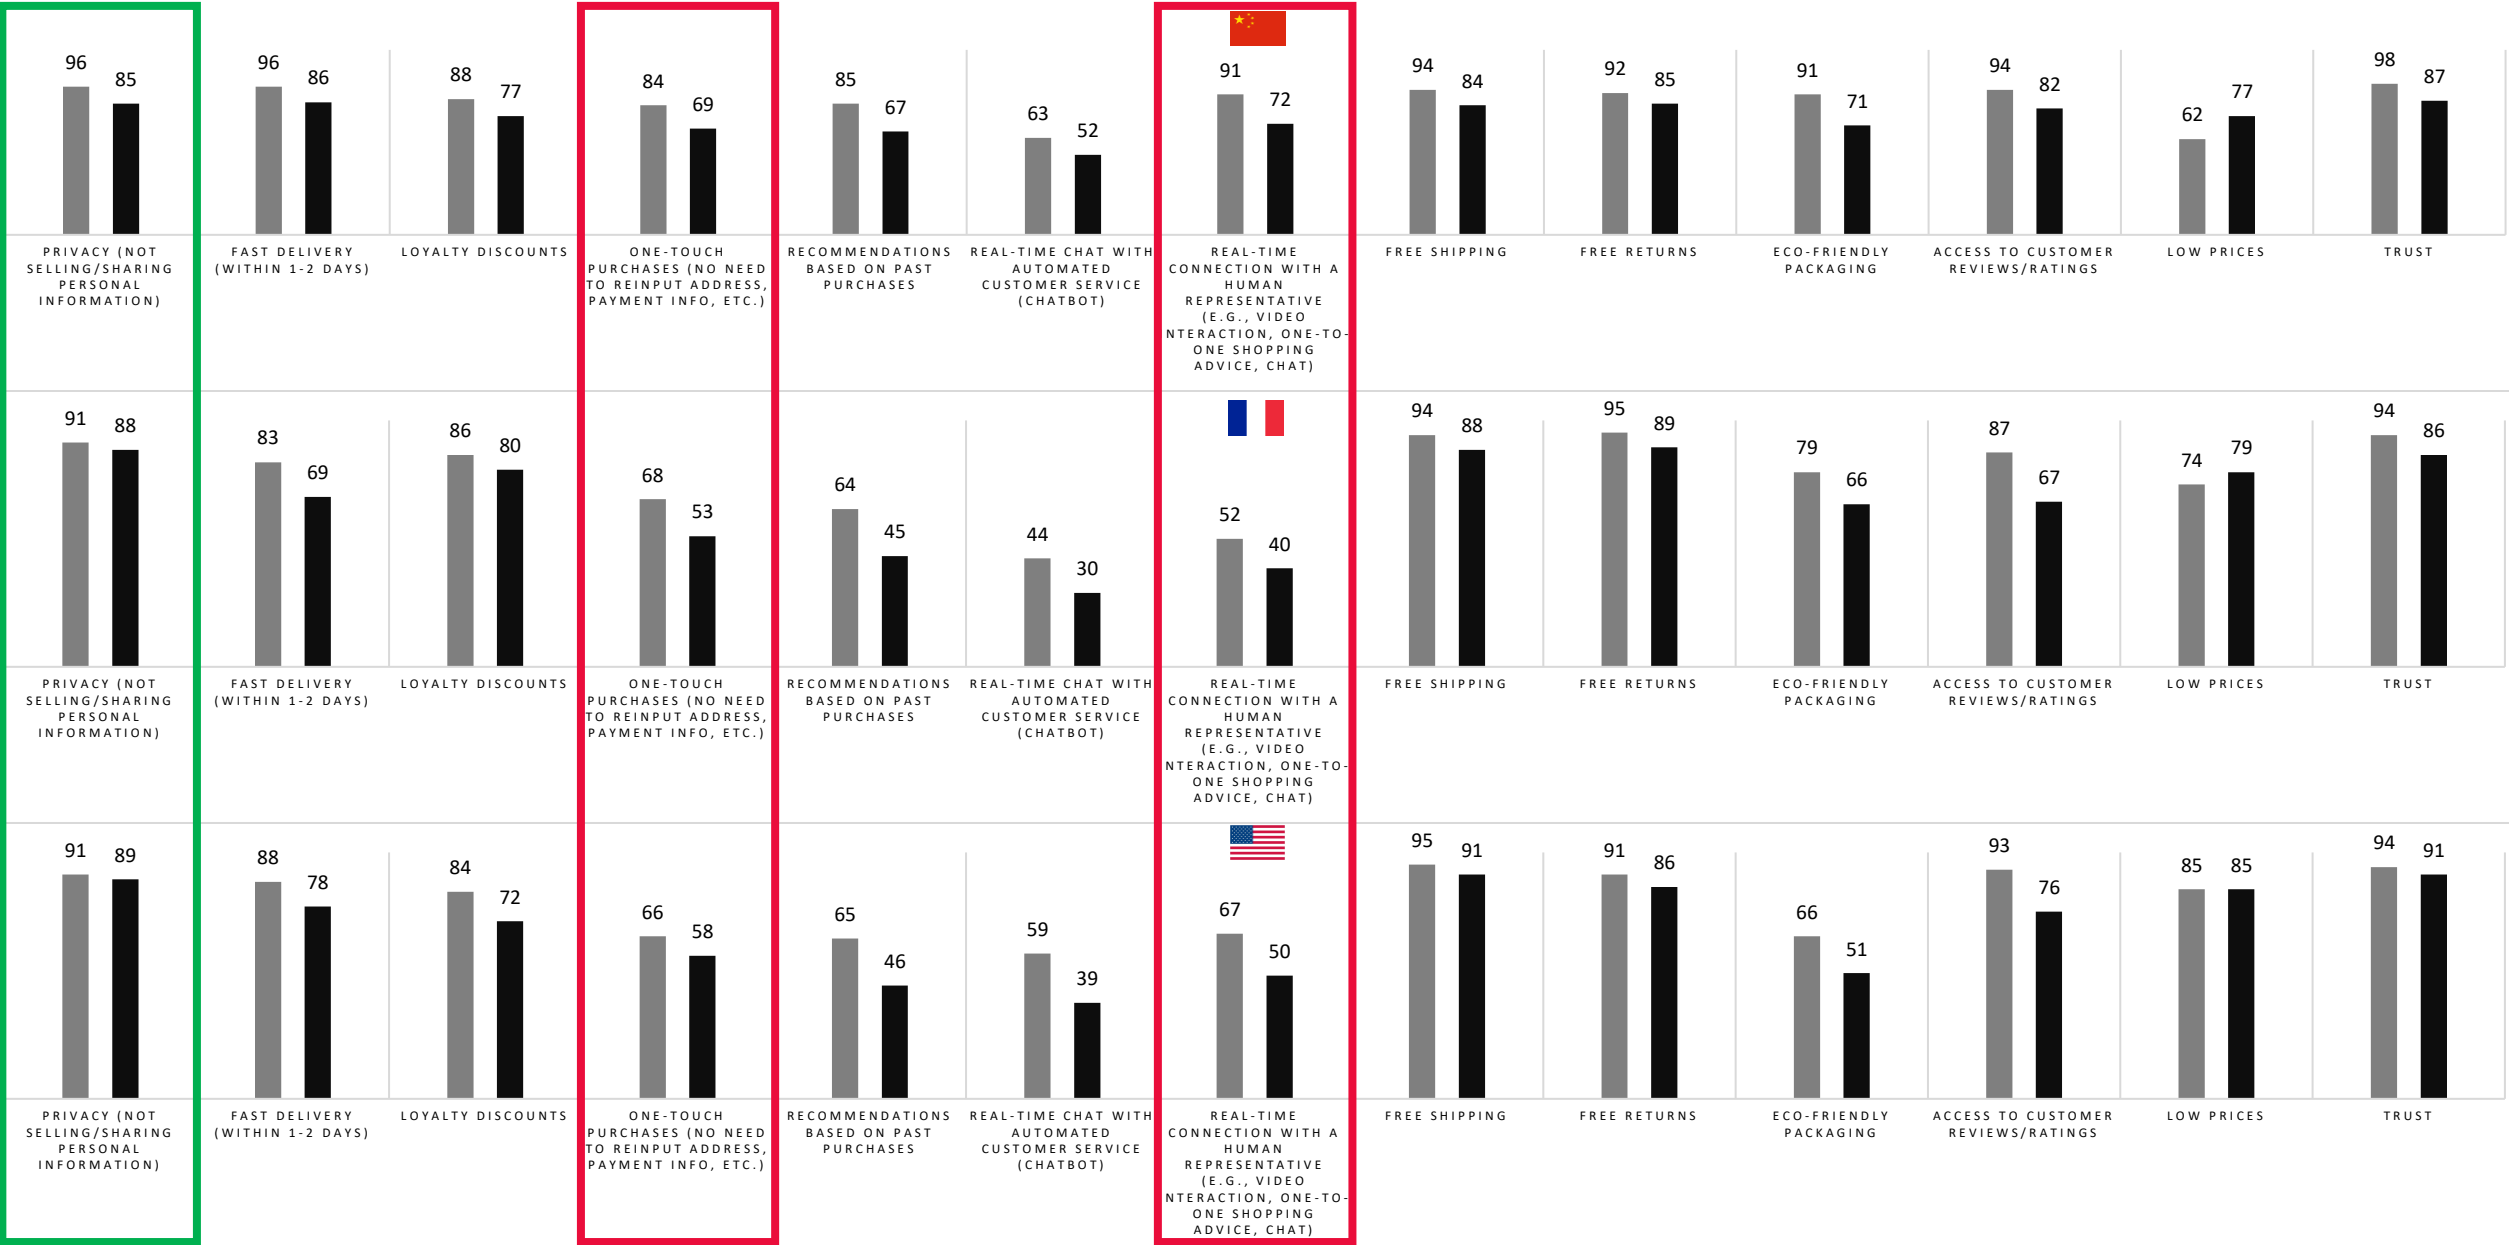 96 85 96 86 88 77 84 69 85 67 63 52 91 72 94 84 92 85 91 71 94 82 62 77 98 87
PRIVACY (NOT
SELLING/SHARING
PERSONAL
INFORMATION)
FAST DELIVERY
(WITHIN 1-2 DAYS)
LOYALTY DISCOUNTS
ONE-TOUCH
PURCHASES (NO NEED
TO REINPUT ADDRESS,
PAYMENT INFO, ETC.)
RECOMMENDATIONS
BASED ON PAST
PURCHASES
REAL-TIME CHAT WITH
AUTOMATED
CUSTOMER SERVICE
(CHATBOT)
REAL-TIME
CONNECTION WITH A
HUMAN
REPRESENTATIVE
(E.G., VIDEO
NTERACTION, ONE-TO-
ONE SHOPPING
ADVICE, CHAT)
FREE SHIPPING
FREE RETURNS
ECO-FRIENDLY
PACKAGING
ACCESS TO CUSTOMER
REVIEWS/RATINGS
LOW PRICES
TRUST
91 88 83 69 86 80 68 53 64 45 44 30 52 40 94 88 95 89 79 66 87 67 74 79 94 86
PRIVACY (NOT
SELLING/SHARING
PERSONAL
INFORMATION)
FAST DELIVERY
(WITHIN 1-2 DAYS)
LOYALTY DISCOUNTS
ONE-TOUCH
PURCHASES (NO NEED
TO REINPUT ADDRESS,
PAYMENT INFO, ETC.)
RECOMMENDATIONS
BASED ON PAST
PURCHASES
REAL-TIME CHAT WITH
AUTOMATED
CUSTOMER SERVICE
(CHATBOT)
REAL-TIME
CONNECTION WITH A
HUMAN
REPRESENTATIVE
(E.G., VIDEO
NTERACTION, ONE-TO-
ONE SHOPPING
ADVICE, CHAT)
FREE SHIPPING
FREE RETURNS
ECO-FRIENDLY
PACKAGING
ACCESS TO CUSTOMER
REVIEWS/RATINGS
LOW PRICES
TRUST
91 89 88 78 84 72 66 58 65 46 59 39 67 50 95 91 91 86 66 51 93 76 85 85 94 91
PRIVACY (NOT
SELLING/SHARING
PERSONAL
INFORMATION)
FAST DELIVERY
(WITHIN 1-2 DAYS)
LOYALTY DISCOUNTS
ONE-TOUCH
PURCHASES (NO NEED
TO REINPUT ADDRESS,
PAYMENT INFO, ETC.)
RECOMMENDATIONS
BASED ON PAST
PURCHASES
REAL-TIME CHAT WITH
AUTOMATED
CUSTOMER SERVICE
(CHATBOT)
REAL-TIME
CONNECTION WITH A
HUMAN
REPRESENTATIVE
(E.G., VIDEO
NTERACTION, ONE-TO-
ONE SHOPPING
ADVICE, CHAT)
FREE SHIPPING
FREE RETURNS
ECO-FRIENDLY
PACKAGING
ACCESS TO CUSTOMER
REVIEWS/RATINGS
LOW PRICES
TRUST